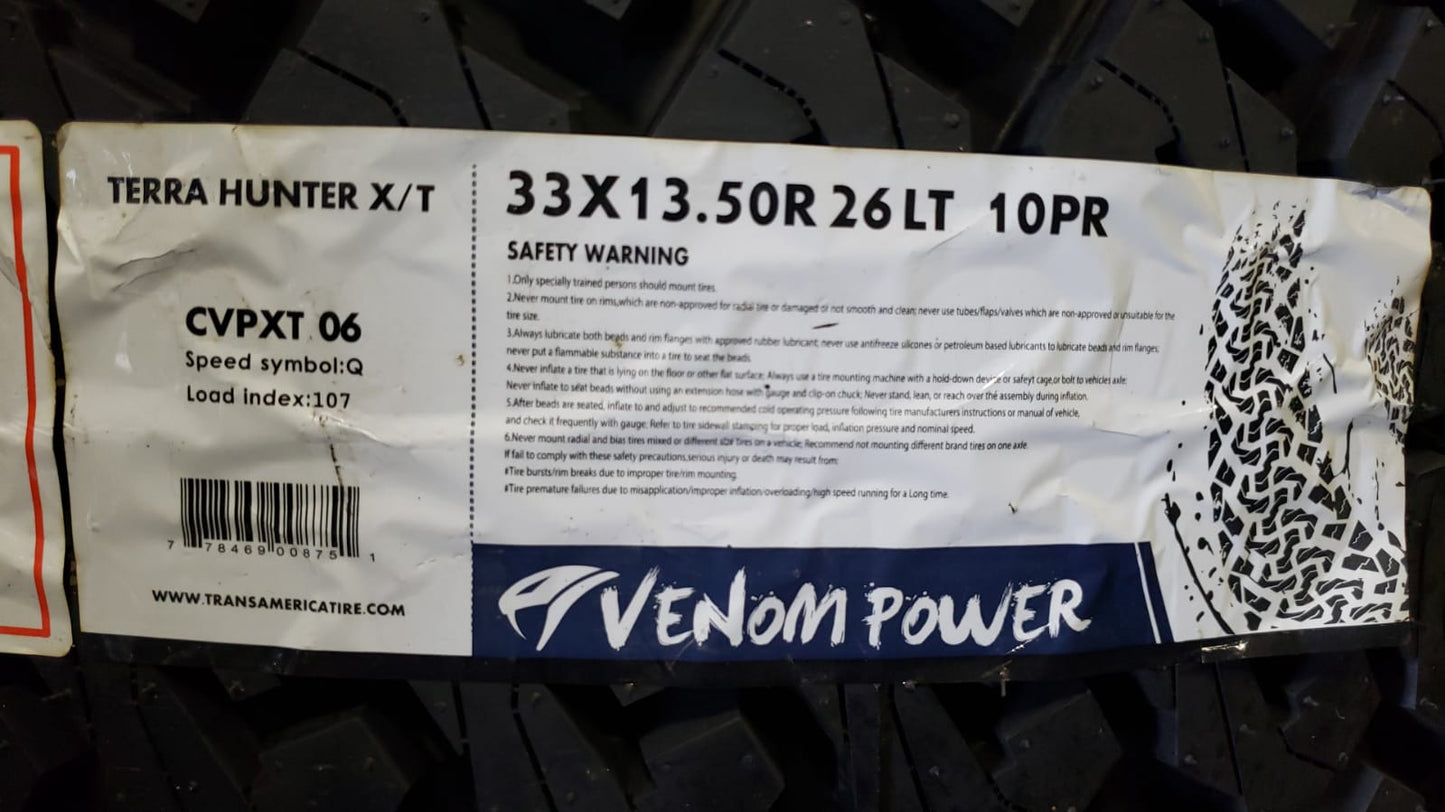 TERRA HUNTER X/T
CVPXT 06
Speed symbol:Q
Load index:107
7 78469 00875 1
WWW.TRANSAMERICATIRE.COM
33X13.50R 26 LT 10PR
SAFETY WARNING
1.Only specially trained persons should mount tires.
2.Never mount tire on rims,which are non-approved for radial tire or damaged or not smooth and clean; never use tubes/flaps/valves which are non-approved or unsuitable for the
tire size.
3.Always lubricate both beads and rim flanges with approved rubber lubricant; never use antifreeze silicones or petroleum based lubricants to lubricate beads and rim flanges;
never put a flammable substance into a tire to seat the beads.
4.Never inflate a tire that is lying on the floor or other flat surface; Always use a tire mounting machine with a hold-down device or safeyt cage,or bolt to vehicles axle:
Never inflate to seat beads without using an extension hose with gauge and clip-on chuck; Never stand, lean, or reach over the assembly during inflation.
5.After beads are seated, inflate to and adjust to recommended cold operating pressure following tire manufacturers instructions or manual of vehicle,
and check it frequently with gauge; Refer to tire sidewall stamping for proper load, inflation pressure and nominal speed.
6.Never mount radial and bias tires mixed or different size tires on a vehicle; Recommend not mounting different brand tires on one axle.
If fail to comply with these safety precautions,serious injury or death may result from:
#Tire bursts/rim breaks due to improper tire/rim mounting.
#Tire premature failures due to misapplication/improper inflation/overloading/high speed running for a Long time.
VENOM POWER